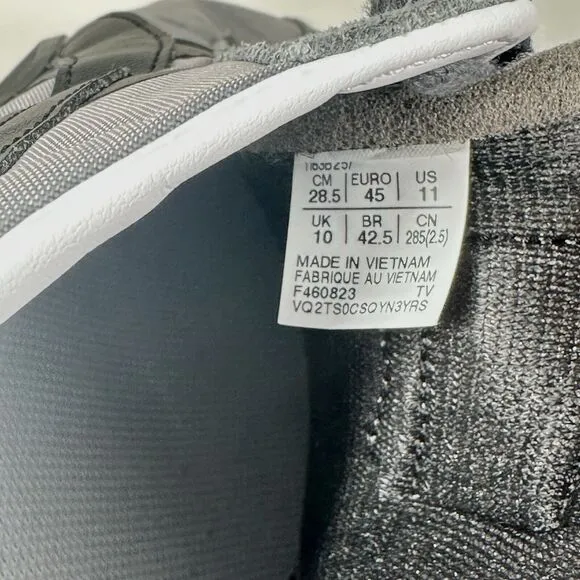 CM EURO US
28.5 45 11
UK BR CN
10 42.5 285(2.5)
MADE IN VIETNAM
FABRIQUE AU VIETNAM
F460823 TV
VQ2TS0CSQYN3YRS